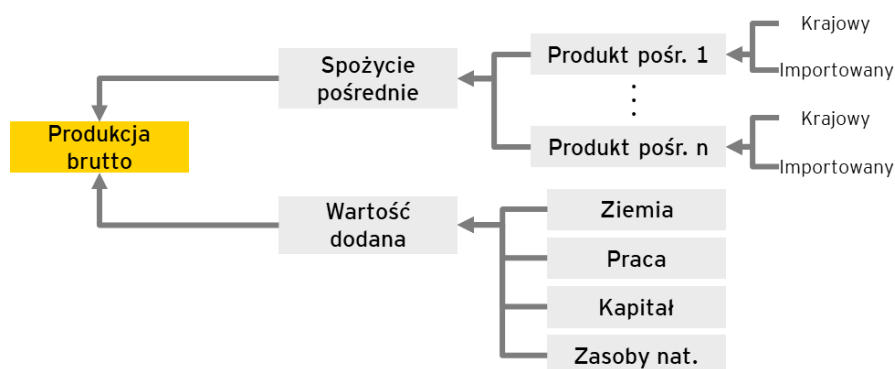 Produkcja
brutto
Spożycie
pośrednie
Produkt pośr. 1
Krajowy
Importowany
Produkt pośr. n
Krajowy
Importowany
Wartość
dodana
Ziemia
Praca
Kapitał
Zasoby nat.